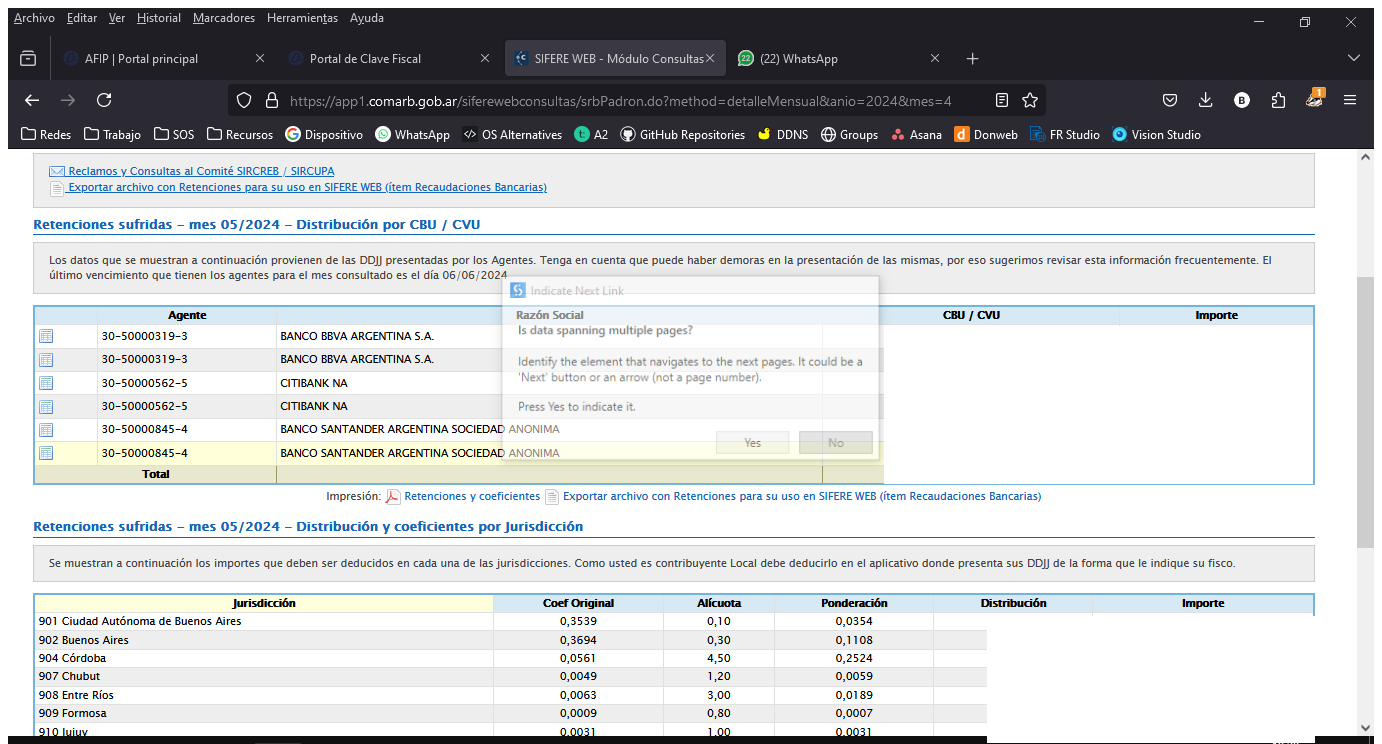 Archivo Editar Ver Historial Marcadores Herramientas Ayuda
AFIP | Portal principal
Portal de Clave Fiscal
SIFERE WEB - Módulo Consultas
22
(22) WhatsApp
https://app1.comarb.gob.ar/siferewebconsultas/srbPadron.do?method=detalleMensual&anio=2024&mes=4
B
1
Redes Trabajo SOS Recursos Dispositivo WhatsApp OS Alternatives A2 GitHub Repositories DDNS Groups Asana Donweb FR Studio Vision Studio
Reclamos y Consultas al Comité SIRCREB / SIRCUPA
Exportar archivo con Retenciones para su uso en SIFERE WEB (ítem Recaudaciones Bancarias)
Retenciones sufridas – mes 05/2024 – Distribución por CBU / CVU
Los datos que se muestran a continuación provienen de las DDJJ presentadas por los Agentes. Tenga en cuenta que puede haber demoras en la presentación de las mismas, por eso sugerimos revisar esta información frecuentemente. El
último vencimiento que tienen los agentes para el mes consultado es el día 06/06/2024
Indicate Next Link
Agente Razón Social CBU / CVU Importe
Is data spanning multiple pages?
Identify the element that navigates to the next pages. It could be a
'Next' button or an arrow (not a page number).
Press Yes to indicate it.
Yes No
30-50000319-3 BANCO BBVA ARGENTINA S.A.
30-50000319-3 BANCO BBVA ARGENTINA S.A.
30-50000562-5 CITIBANK NA
30-50000562-5 CITIBANK NA
30-50000845-4 BANCO SANTANDER ARGENTINA SOCIEDAD ANONIMA
30-50000845-4 BANCO SANTANDER ARGENTINA SOCIEDAD ANONIMA
Total
Impresión: Retenciones y coeficientes Exportar archivo con Retenciones para su uso en SIFERE WEB (ítem Recaudaciones Bancarias)
Retenciones sufridas – mes 05/2024 – Distribución y coeficientes por Jurisdicción
Se muestran a continuación los importes que deben ser deducidos en cada una de las jurisdicciones. Como usted es contribuyente Local debe deducirlo en el aplicativo donde presenta sus DDJJ de la forma que le indique su fisco.
Jurisdicción Coef Original Alícuota Ponderación Distribución Importe
901 Ciudad Autónoma de Buenos Aires 0,3539 0,10 0,0354
902 Buenos Aires 0,3694 0,30 0,1108
904 Córdoba 0,0561 4,50 0,2524
907 Chubut 0,0049 1,20 0,0059
908 Entre Ríos 0,0063 3,00 0,0189
909 Formosa 0,0009 0,80 0,0007
910 Jujuy 0,0031 1,00 0,0031